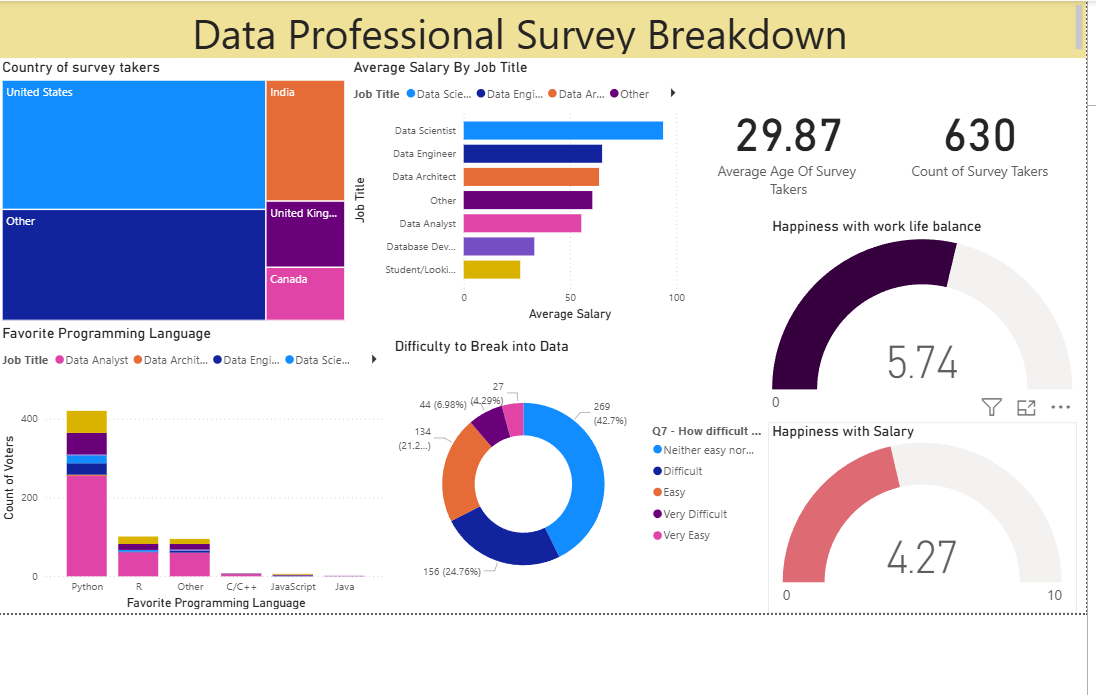 Data Professional Survey Breakdown
Country of survey takers
United States
India
Other
United King...
Canada
Average Salary By Job Title
Job Title Data Scie... Data Engi... Data Ar... Other
Job Title
Data Scientist
Data Engineer
Data Architect
Other
Data Analyst
Database Dev...
Student/Looki...
0 50 100
Average Salary
29.87
Average Age Of Survey
Takers
630
Count of Survey Takers
Happiness with work life balance
5.74
0
Favorite Programming Language
Job Title Data Analyst Data Archit... Data Engi... Data Scie...
Count of Voters
400
200
0
Python R Other C/C++ JavaScript Java
Favorite Programming Language
Difficulty to Break into Data
27
(4.29%)
44 (6.98%)
134
(21.2...)
269
(42.7%)
156 (24.76%)
Q7 - How difficult ...
Neither easy nor...
Difficult
Easy
Very Difficult
Very Easy
Happiness with Salary
4.27
0 10